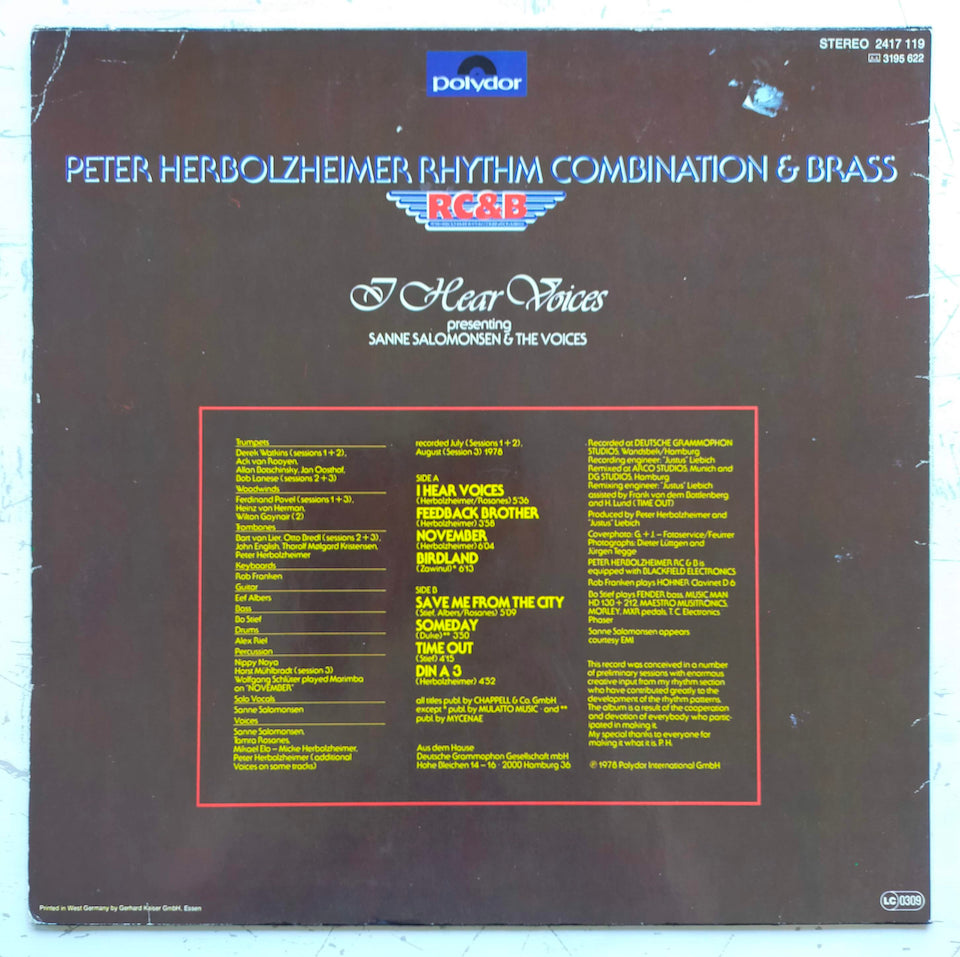 STEREO 2417 119
3195 622
polydor
PETER HERBOLZHEIMER RHYTHM COMBINATION & BRASS
RC&B
I Hear Voices
presenting
SANNE SALOMONSEN & THE VOICES
Trumpets
Derek Watkins (sessions 1 + 2),
Ack van Rooyen,
Allan Botschinsky, Jan Oosthof,
Bob Lanese (sessions 2 + 3)
Woodwinds
Ferdinand Povel (sessions 1 + 3),
Heinz von Herman,
Wilton Gaynair (2)
Trombones
Bart van Lier, Otto Bredl (sessions 2 + 3),
John English, Thorolf Mølgard Kristensen,
Peter Herbolzheimer
Keyboards
Rob Franken
Guitar
Eef Albers
Bass
Bo Stief
Drums
Alex Riel
Percussion
Nippy Noya
Horst Mühlbradt (session 3)
Wolfgang Schlüter played Marimba
on "NOVEMBER"
Solo Vocals
Sanne Salomonsen
Voices
Sanne Salomonsen,
Tamra Rosanes,
Mikael Elo – Micke Herbolzheimer,
Peter Herbolzheimer (additional
Voices on some tracks)
recorded July (Sessions 1 + 2),
August (Session 3) 1978
SIDE A
I HEAR VOICES
(Herbolzheimer/Rosanes) 5'36
FEEDBACK BROTHER
(Herbolzheimer) 3'58
NOVEMBER
(Herbolzheimer) 6'04
BIRDLAND
(Zawinul)* 6'13
SIDE B
SAVE ME FROM THE CITY
(Stief, Albers/Rosanes) 5'09
SOMEDAY
(Duke)** 3'50
TIME OUT
(Stief) 4'15
DIN A 3
(Herbolzheimer) 4'52
all titles publ. by CHAPPELL & Co. GmbH
except * publ. by MULATTO MUSIC · and **
publ. by MYCENAE
Aus dem Hause
Deutsche Grammophon Gesellschaft mbH
Hohe Bleichen 14 – 16 · 2000 Hamburg 36
Recorded at DEUTSCHE GRAMMOPHON
STUDIOS, Wandsbek/Hamburg
Recording engineer: "Justus" Liebich
Remixed at ARCO STUDIOS, Munich and
DG STUDIOS, Hamburg
Remixing engineer: "Justus" Liebich
assisted by Frank von dem Bottlenberg
and H. Lund (TIME OUT)
Produced by Peter Herbolzheimer and
"Justus" Liebich
Coverphoto: G. + J. – Fotoservice/Feurrer
Photographs: Dieter Lüttgen and
Jürgen Tegge
PETER HERBOLZHEIMER RC & B is
equipped with BLACKFIELD ELECTRONICS
Rob Franken plays HOHNER Clavinet D 6
Bo Stief plays FENDER bass, MUSIC MAN
HD 130 + 212, MAESTRO MUSITRONICS,
MORLEY, MXR pedals, T. C. Electronics
Phaser
Sanne Salomonsen appears
courtesy EMI
This record was conceived in a number
of preliminary sessions with enormous
creative input from my rhythm section
who have contributed greatly to the
development of the rhythm patterns.
The album is a result of the cooperation
and devotion of everybody who partic-
ipated in making it.
My special thanks to everyone for
making it what it is. P. H.
℗ 1978 Polydor International GmbH
Printed in West Germany by Gerhard Kaiser GmbH, Essen
LC 0309